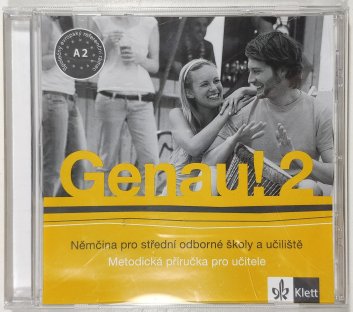 A2
Genau! 2
Němčina pro střední odborné školy a učiliště
Metodická příručka pro učitele
Klett